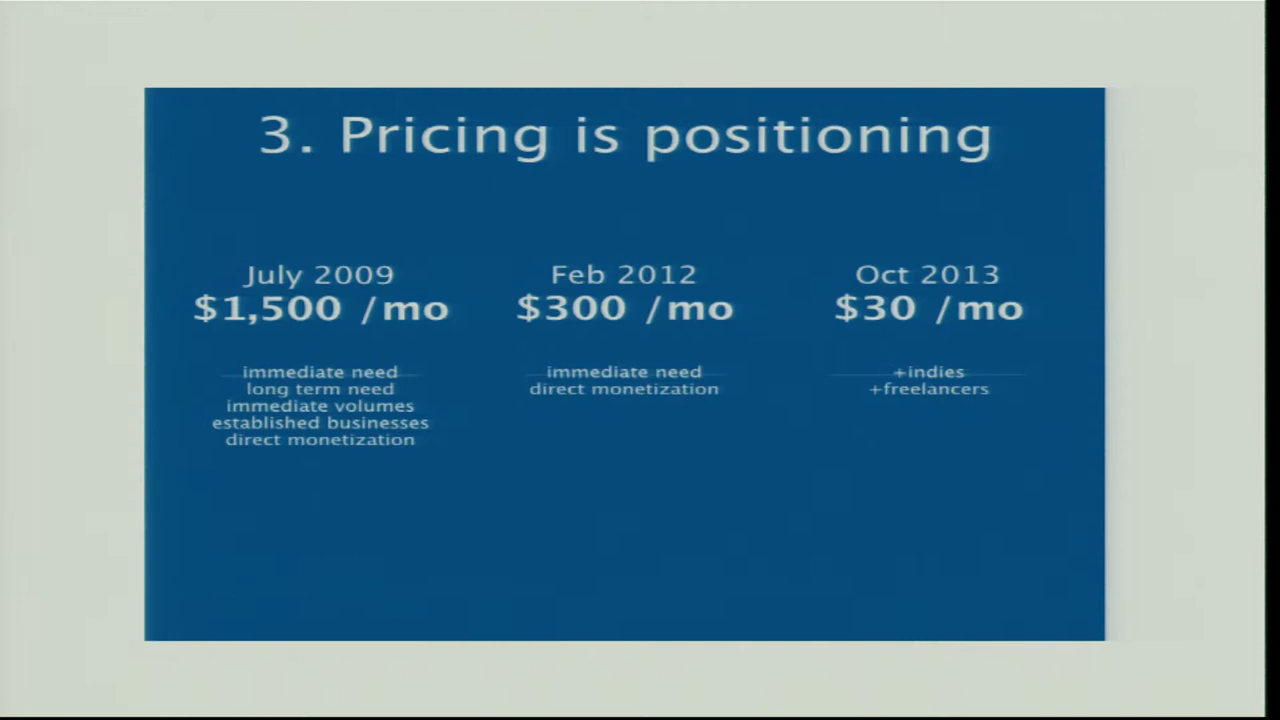 3. Pricing is positioning
July 2009
$1,500 /mo
immediate need
long term need
immediate volumes
established businesses
direct monetization
Feb 2012
$300 /mo
immediate need
direct monetization
Oct 2013
$30 /mo
+indies
+freelancers